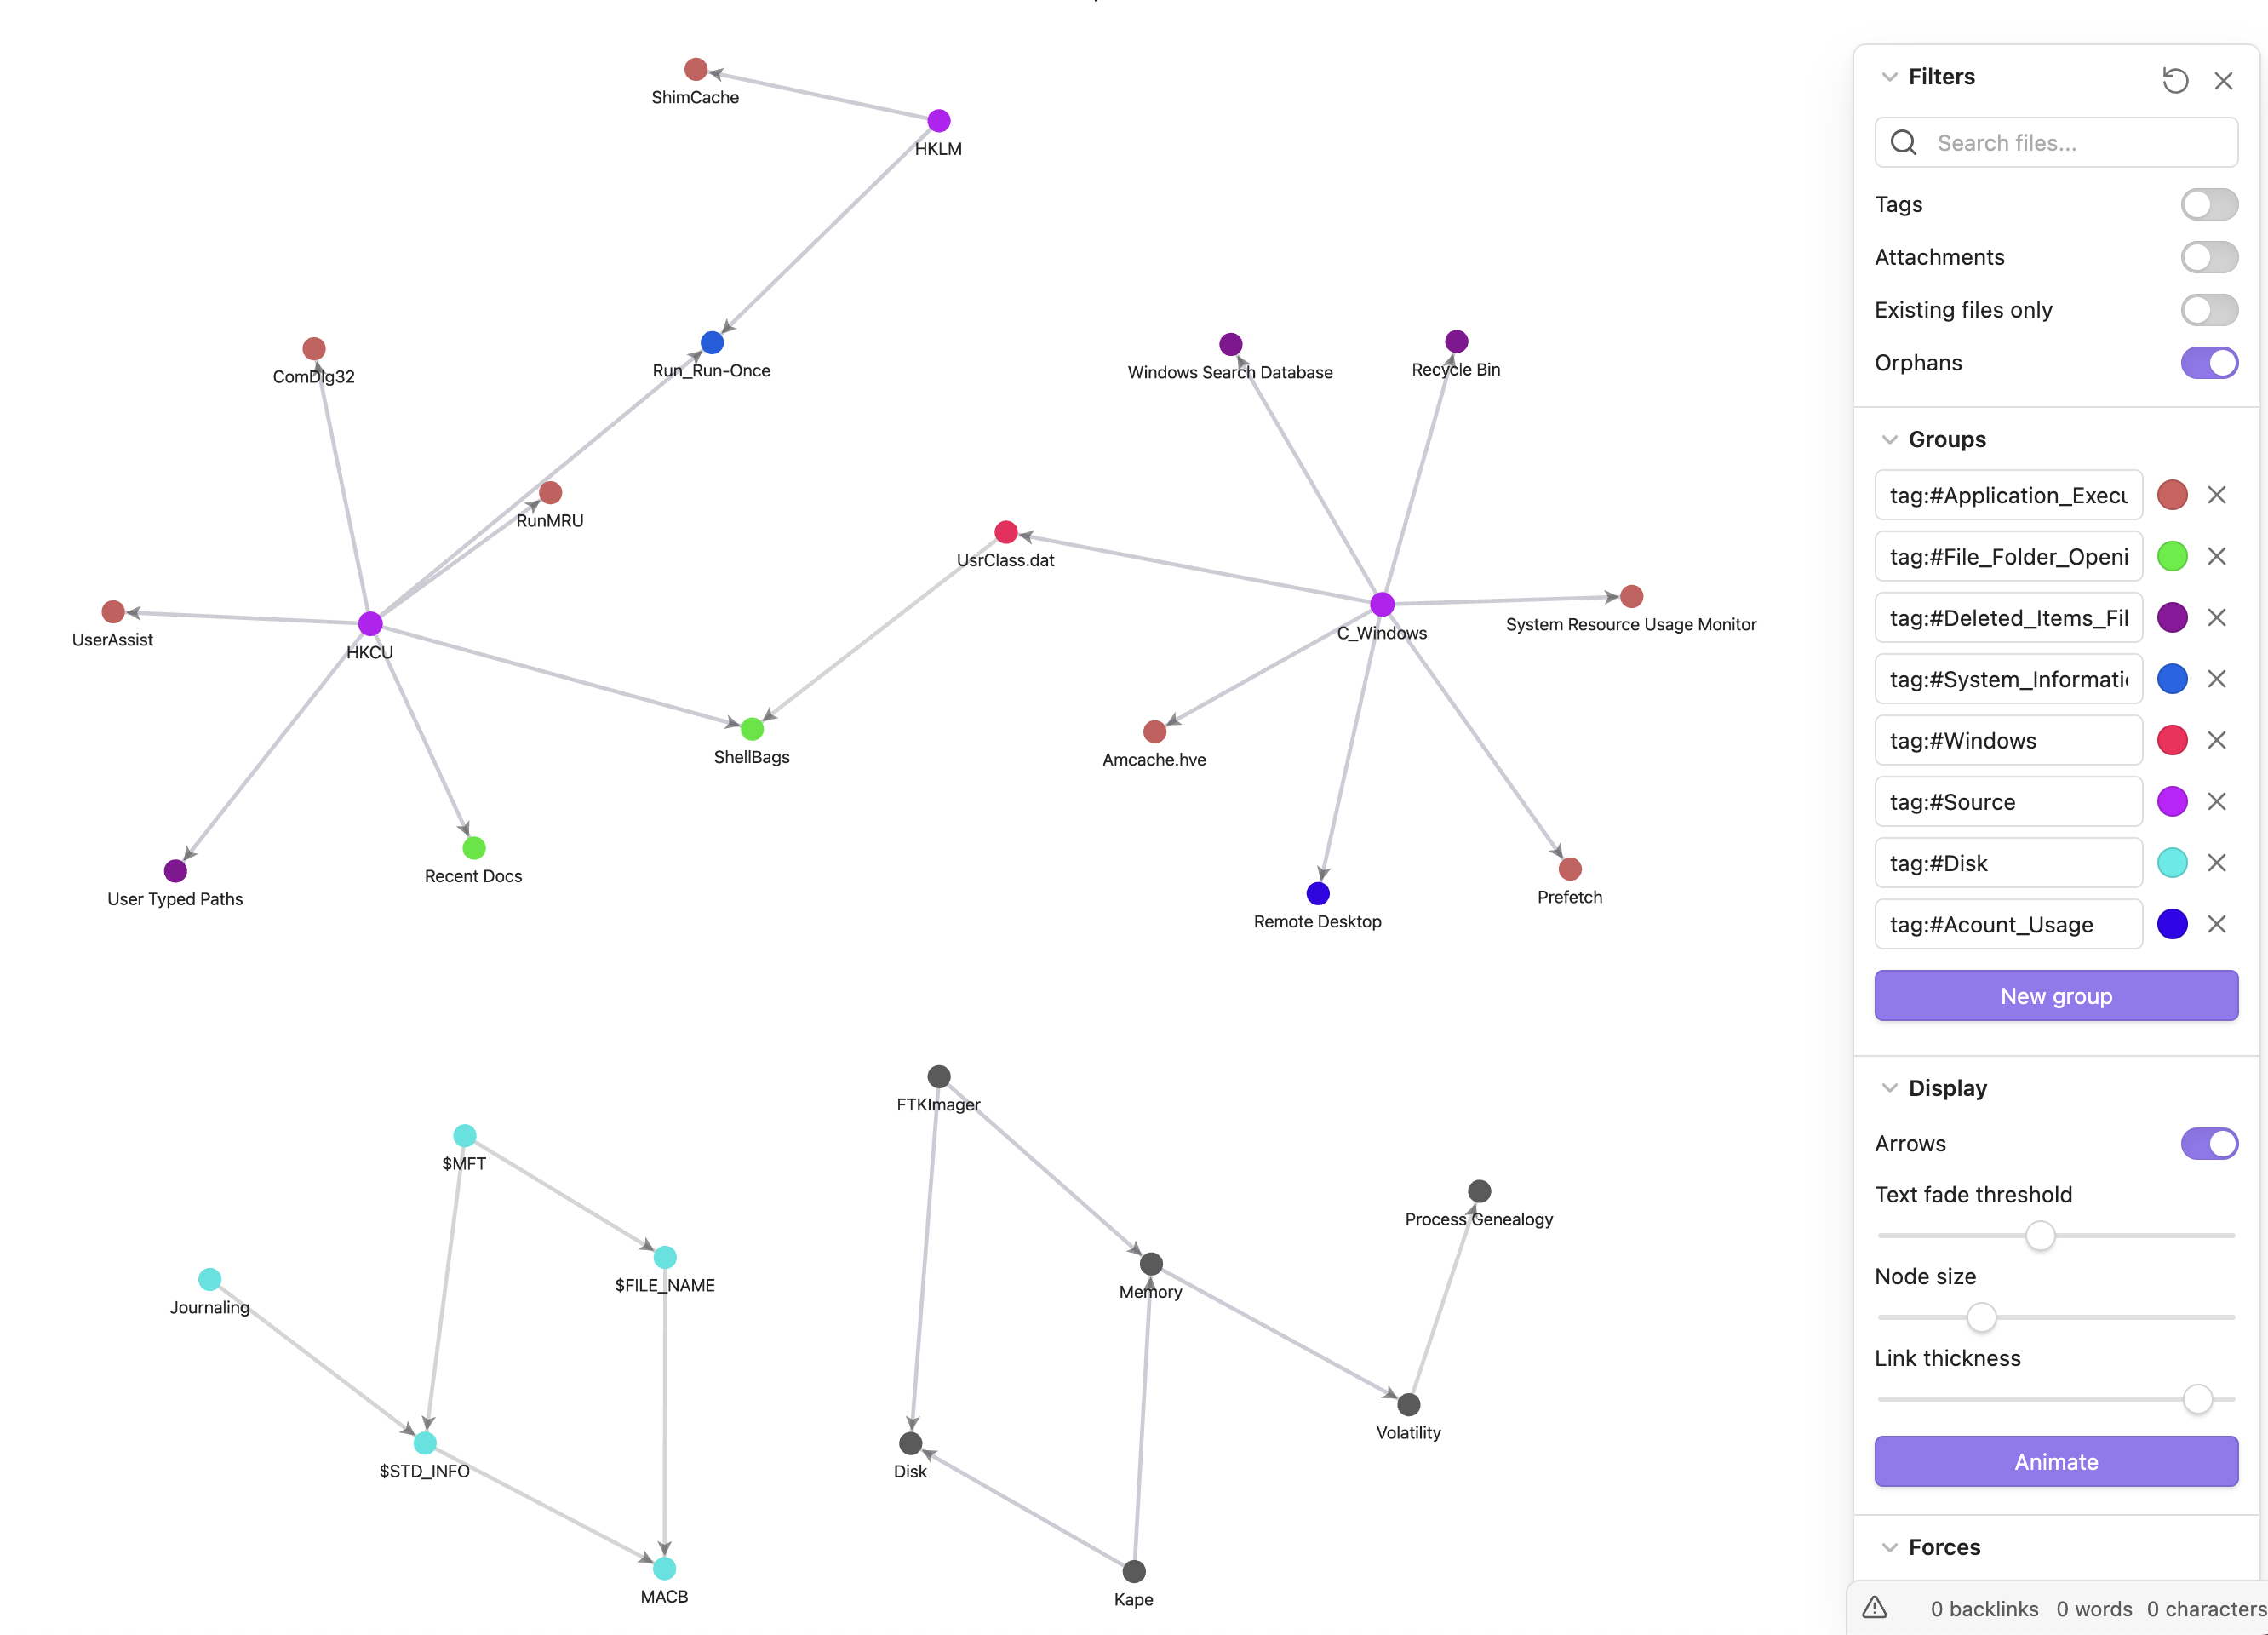 ShimCache
HKLM
ComDlg32
Run_Run-Once
Windows Search Database
Recycle Bin
RunMRU
UsrClass.dat
UserAssist
HKCU
C_Windows
System Resource Usage Monitor
ShellBags
Amcache.hve
User Typed Paths
Recent Docs
Remote Desktop
Prefetch
FTKImager
$MFT
Process Genealogy
$FILE_NAME
Memory
Journaling
Volatility
$STD_INFO
Disk
MACB
Kape
Filters
Search files...
Tags
Attachments
Existing files only
Orphans
Groups
tag:#Application_Execu
tag:#File_Folder_Openi
tag:#Deleted_Items_Fil
tag:#System_Informatio
tag:#Windows
tag:#Source
tag:#Disk
tag:#Acount_Usage
New group
Display
Arrows
Text fade threshold
Node size
Link thickness
Animate
Forces
0 backlinks 0 words 0 characters